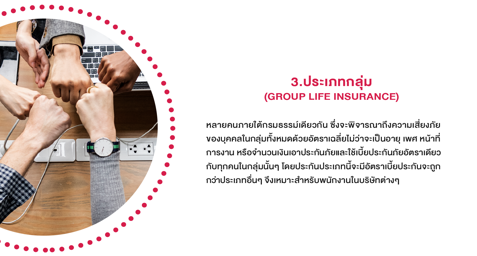 3.ประเภทกลุ่ม
(GROUP LIFE INSURANCE)
หลายคนภายใต้กรมธรรม์เดียวกัน ซึ่งจะพิจารณาถึงความเสี่ยงภัย
ของบุคคลในกลุ่มทั้งหมดด้วยอัตราเฉลี่ยไม่ว่าจะเป็นอายุ เพศ หน้าที่
การงาน หรือจำนวนเงินเอาประกันภัยและใช้เบี้ยประกันภัยอัตราเดียว
กับทุกคนในกลุ่มนั้นๆ โดยประกันประเภทนี้จะมีอัตราเบี้ยประกันจะถูก
กว่าประเภทอื่นๆ จึงเหมาะสำหรับพนักงานในบริษัทต่างๆ